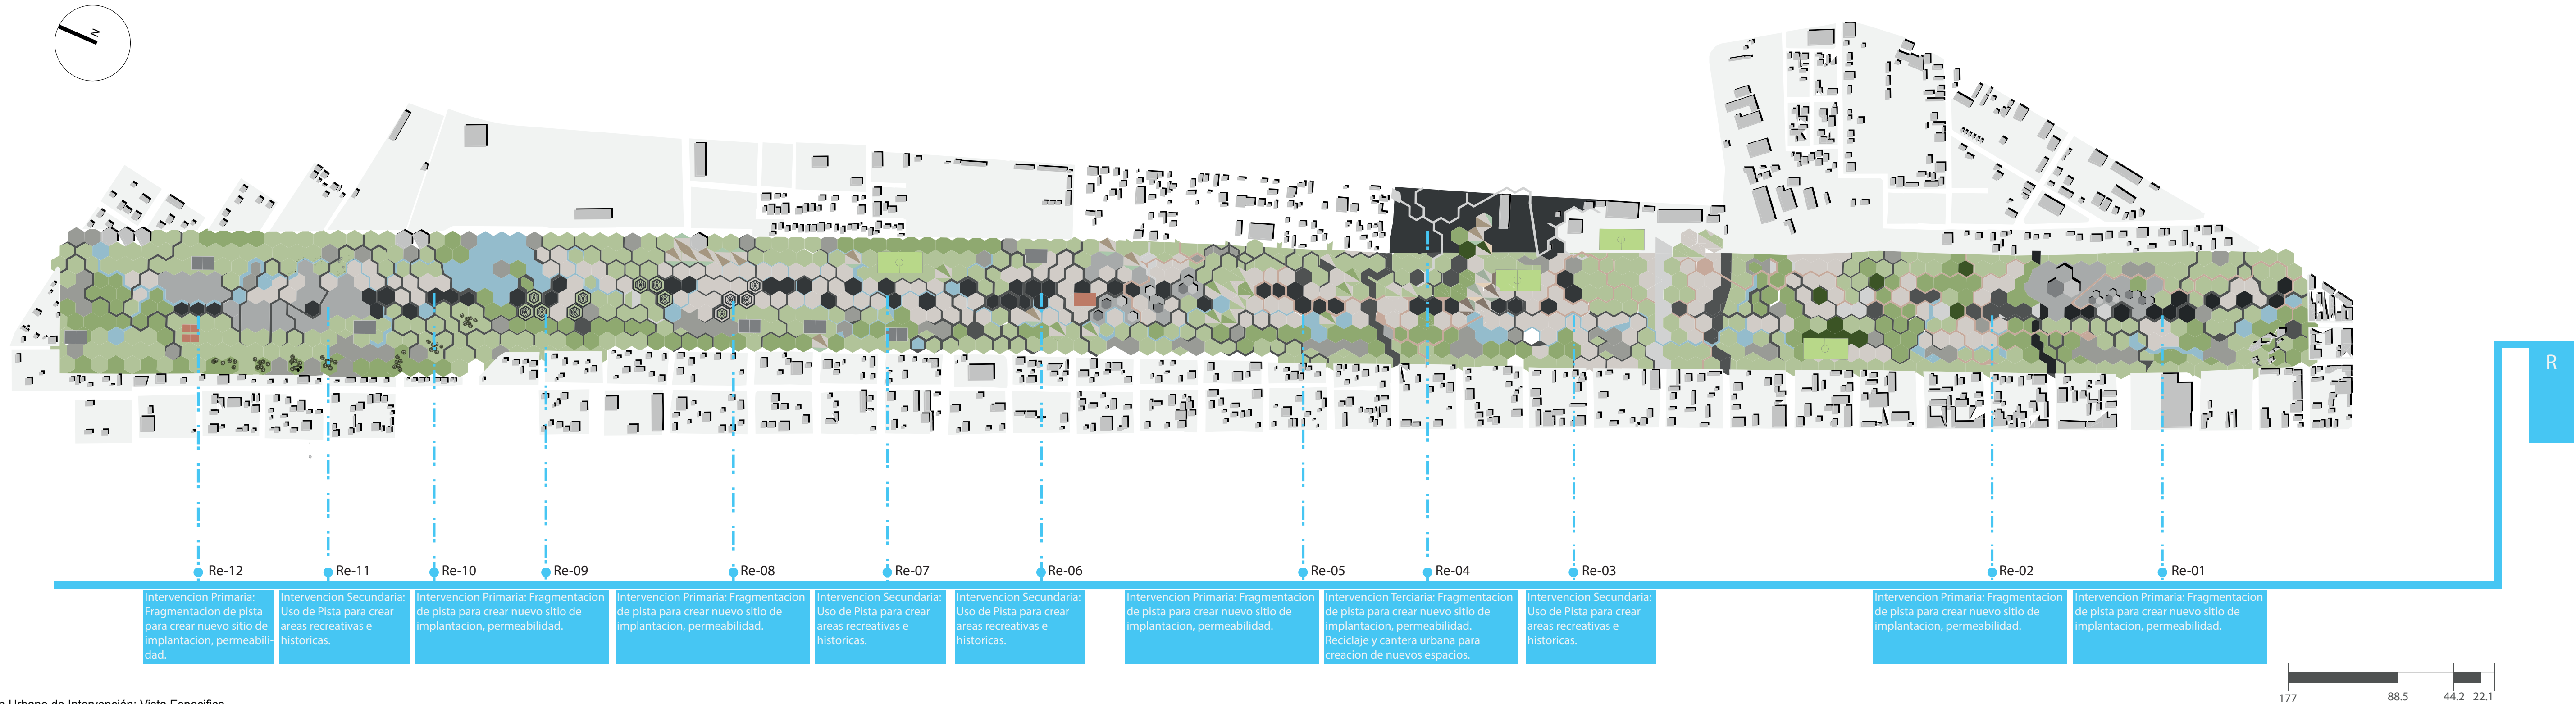 N
R
Re-12
Re-11
Re-10
Re-09
Re-08
Re-07
Re-06
Re-05
Re-04
Re-03
Re-02
Re-01
Intervencion Primaria:
Fragmentacion de pista
para crear nuevo sitio de
implantacion, permeabili-
dad.
Intervencion Secundaria:
Uso de Pista para crear
areas recreativas e
historicas.
Intervencion Primaria: Fragmentacion
de pista para crear nuevo sitio de
implantacion, permeabilidad.
Intervencion Primaria: Fragmentacion
de pista para crear nuevo sitio de
implantacion, permeabilidad.
Intervencion Secundaria:
Uso de Pista para crear
areas recreativas e
historicas.
Intervencion Secundaria:
Uso de Pista para crear
areas recreativas e
historicas.
Intervencion Primaria: Fragmentacion
de pista para crear nuevo sitio de
implantacion, permeabilidad.
Intervencion Terciaria: Fragmentacion
de pista para crear nuevo sitio de
implantacion, permeabilidad.
Reciclaje y cantera urbana para
creacion de nuevos espacios.
Intervencion Secundaria:
Uso de Pista para crear
areas recreativas e
historicas.
Intervencion Primaria: Fragmentacion
de pista para crear nuevo sitio de
implantacion, permeabilidad.
Intervencion Primaria: Fragmentacion
de pista para crear nuevo sitio de
implantacion, permeabilidad.
177 88.5 44.2 22.1
Urbano de Intervención: Vista Especifica